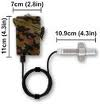 7cm (2.8in)
11cm (4.3in)
10.9cm (4.3in)